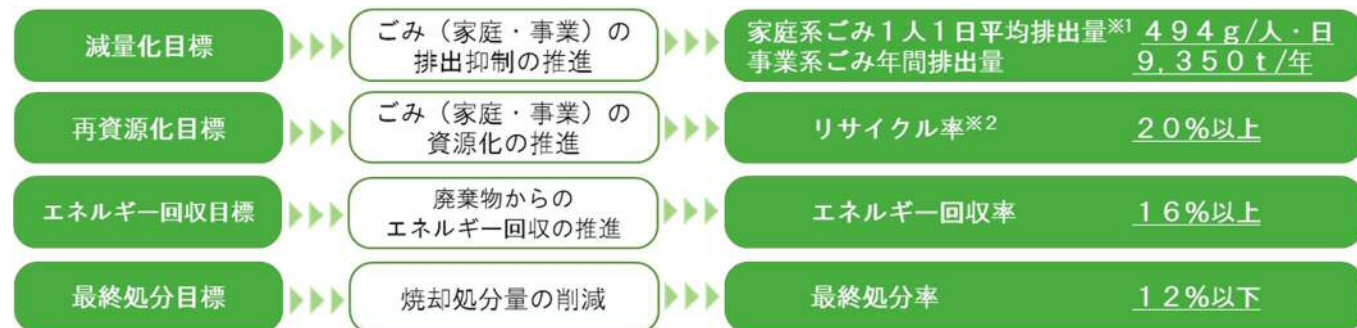 減量化目標
ごみ(家庭・事業)の
排出抑制の推進
家庭系ごみ1人1日平均排出量※1 494g/人・日
事業系ごみ年間排出量 9,350t/年
再資源化目標
ごみ(家庭・事業)の
資源化の推進
リサイクル率※2 20%以上
エネルギー回収目標
廃棄物からの
エネルギー回収の推進
エネルギー回収率 16%以上
最終処分目標
焼却処分量の削減
最終処分率 12%以下